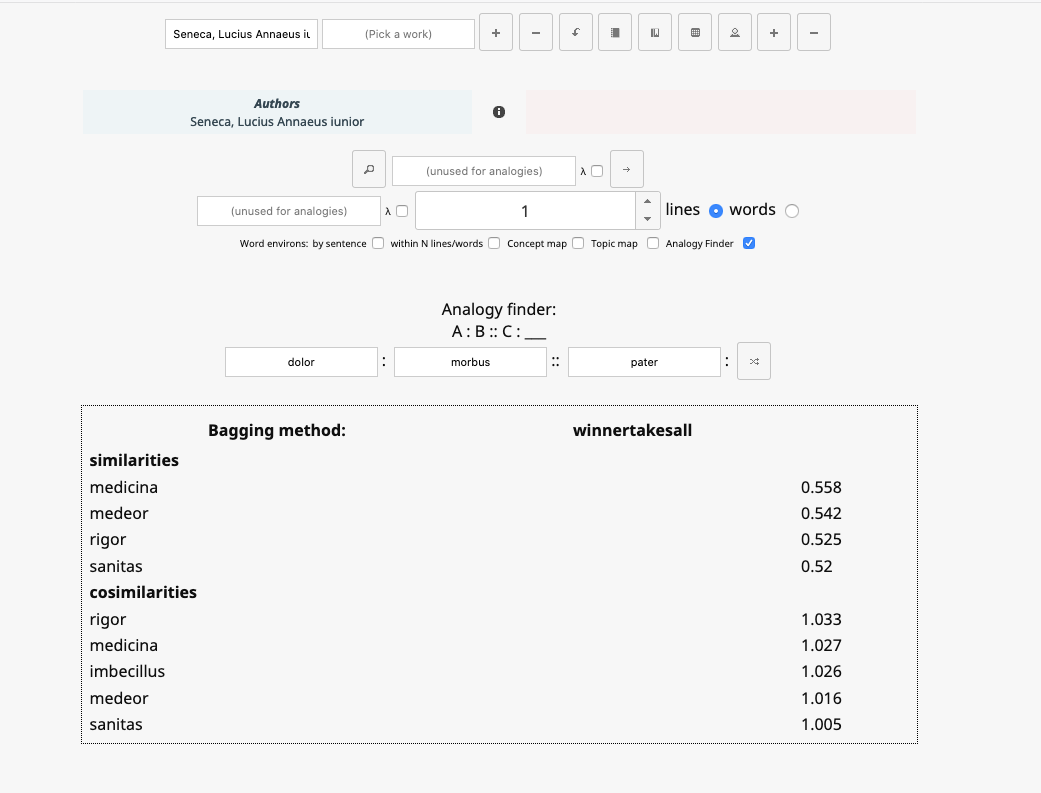 Seneca, Lucius Annaeus iu (Pick a work)
Authors
Seneca, Lucius Annaeus iunior
(unused for analogies) λ →
(unused for analogies) λ 1 lines words
Word environs: by sentence within N lines/words Concept map Topic map Analogy Finder
Analogy finder:
A : B :: C : ___
dolor : morbus :: pater :
Bagging method: winnertakesall
similarities
medicina 0.558
medeor 0.542
rigor 0.525
sanitas 0.52
cosimilarities
rigor 1.033
medicina 1.027
imbecillus 1.026
medeor 1.016
sanitas 1.005